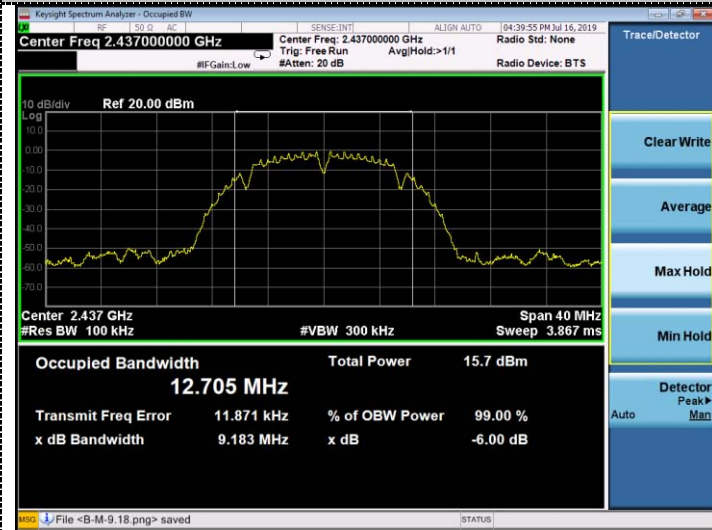 Keysight Spectrum Analyzer - Occupied BW
RF 50 Ω AC SENSE:INT ALIGN AUTO 04:39:55 PM Jul 16, 2019
Center Freq 2.437000000 GHz
Center Freq: 2.437000000 GHz
Radio Std: None
Trig: Free Run Avg|Hold:>1/1
#IFGain:Low #Atten: 20 dB Radio Device: BTS
10 dB/div Ref 20.00 dBm
Log
10.0
0.00
-10.0
-20.0
-30.0
-40.0
-50.0
-60.0
-70.0
Center 2.437 GHz Span 40 MHz
#Res BW 100 kHz #VBW 300 kHz Sweep 3.867 ms
Occupied Bandwidth Total Power 15.7 dBm
12.705 MHz
Transmit Freq Error 11.871 kHz % of OBW Power 99.00 %
x dB Bandwidth 9.183 MHz x dB -6.00 dB
Trace/Detector
Clear Write
Average
Max Hold
Min Hold
Detector
Peak▶
Auto Man
MSG File <B-M-9.18.png> saved STATUS